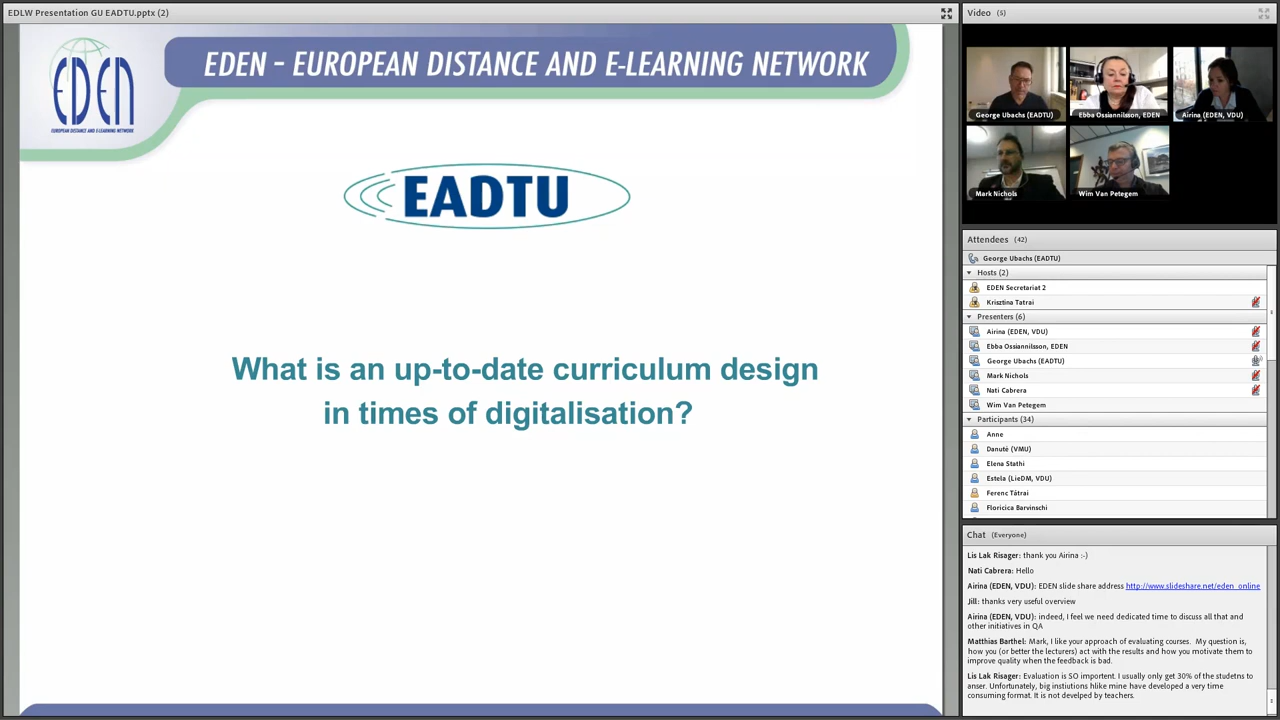 EDLW Presentation GU EADTU.pptx (2)
EDEN
EUROPEAN DISTANCE AND E-LEARNING NETWORK
EDEN – EUROPEAN DISTANCE AND E-LEARNING NETWORK
EADTU
What is an up-to-date curriculum design
in times of digitalisation?
Video (5)
George Ubachs (EADTU)
Ebba Ossiannilsson, EDEN
Airina (EDEN, VDU)
Mark Nichols
Wim Van Petegem
Attendees (42)
George Ubachs (EADTU)
Hosts (2)
EDEN Secretariat 2
Krisztina Tatrai
Presenters (6)
Airina (EDEN, VDU)
Ebba Ossiannilsson, EDEN
George Ubachs (EADTU)
Mark Nichols
Nati Cabrera
Wim Van Petegem
Participants (34)
Anne
Danutė (VMU)
Elena Stathi
Estela (LieDM, VDU)
Ferenc Tátrai
Floricica Barvinschi
Chat (Everyone)
Lis Lak Risager: thank you Airina :-)
Nati Cabrera: Hello
Airina (EDEN, VDU): EDEN slide share address http://www.slideshare.net/eden_online
Jill: thanks very useful overview
Airina (EDEN, VDU): indeed, I feel we need dedicated time to discuss all that and
other initiatives in QA
Matthias Barthel: Mark, I like your approach of evaluating courses. My question is,
how you (or better the lecturers) act with the results and how you motivate them to
improve quality when the feedback is bad.
Lis Lak Risager: Evaluation is SO importent. I usually only get 30% of the studetns to
anser. Unfortunately, big instiutions hlike mine have developed a very time
consuming format. It is not develped by teachers.